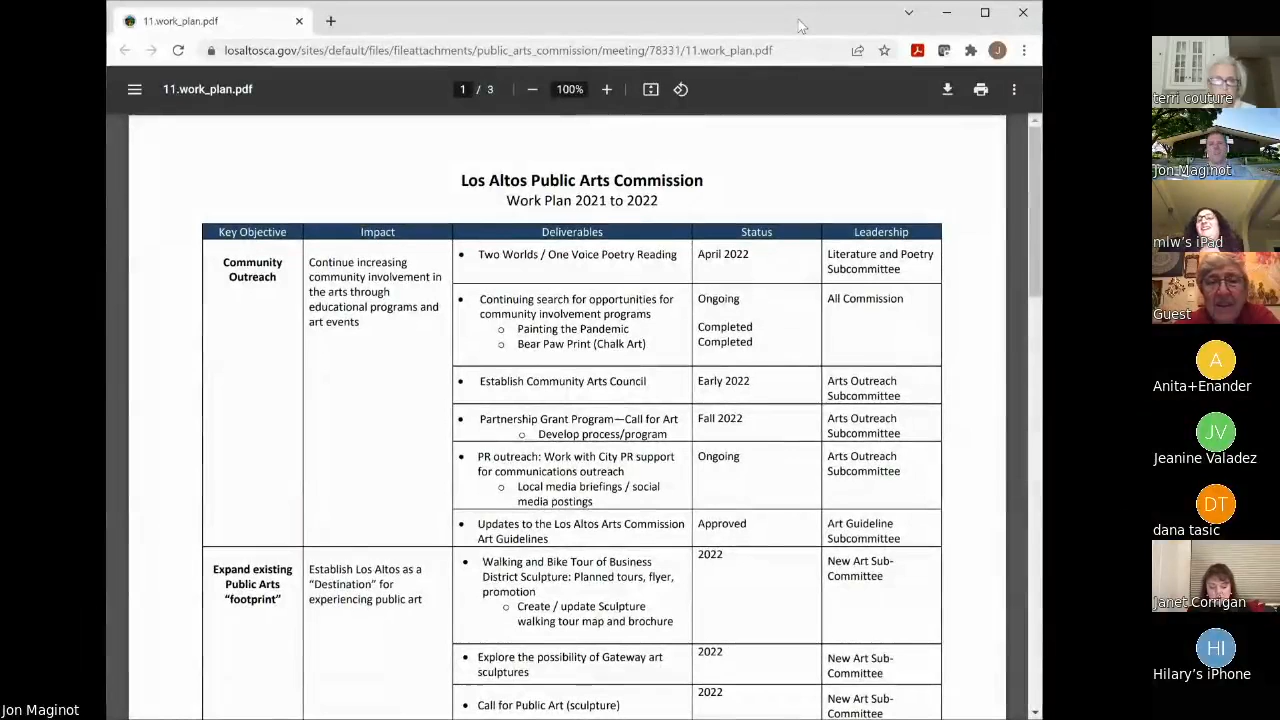 11.work_plan.pdf
losaltosca.gov/sites/default/files/fileattachments/public_arts_commission/meeting/78331/11.work_plan.pdf
J
11.work_plan.pdf
1 / 3
100%
Los Altos Public Arts Commission
Work Plan 2021 to 2022
Key Objective Impact Deliverables Status Leadership
Community
Outreach
Continue increasing
community involvement in
the arts through
educational programs and
art events
• Two Worlds / One Voice Poetry Reading
April 2022
Literature and Poetry
Subcommittee
• Continuing search for opportunities for
community involvement programs
o Painting the Pandemic
o Bear Paw Print (Chalk Art)
Ongoing
Completed
Completed
All Commission
• Establish Community Arts Council
Early 2022
Arts Outreach
Subcommittee
• Partnership Grant Program—Call for Art
o Develop process/program
Fall 2022
Arts Outreach
Subcommittee
• PR outreach: Work with City PR support
for communications outreach
o Local media briefings / social
media postings
Ongoing
Arts Outreach
Subcommittee
• Updates to the Los Altos Arts Commission
Art Guidelines
Approved
Art Guideline
Subcommittee
Expand existing
Public Arts
“footprint”
Establish Los Altos as a
“Destination” for
experiencing public art
• Walking and Bike Tour of Business
District Sculpture: Planned tours, flyer,
promotion
o Create / update Sculpture
walking tour map and brochure
2022
New Art Sub-
Committee
• Explore the possibility of Gateway art
sculptures
2022
New Art Sub-
Committee
• Call for Public Art (sculpture)
2022
New Art Sub-
Committee
terri couture
Jon Maginot
mlw’s iPad
Guest
A
Anita+Enander
JV
Jeanine Valadez
DT
dana tasic
Janet Corrigan
HI
Hilary’s iPhone
Jon Maginot